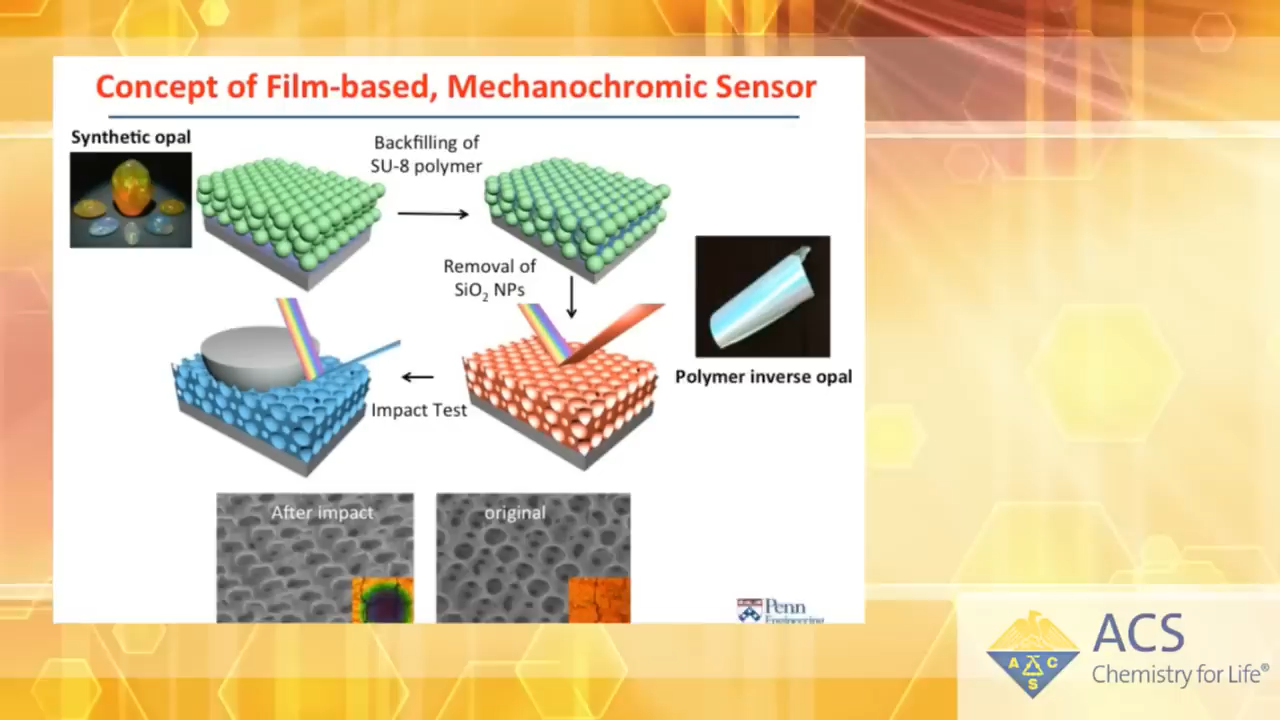 Concept of Film-based, Mechanochromic Sensor
Synthetic opal
Backfilling of
SU-8 polymer
Removal of
SiO₂ NPs
Polymer inverse opal
Impact Test
After impact
original
Penn
Engineering
ACS
Chemistry for Life®
A C
S